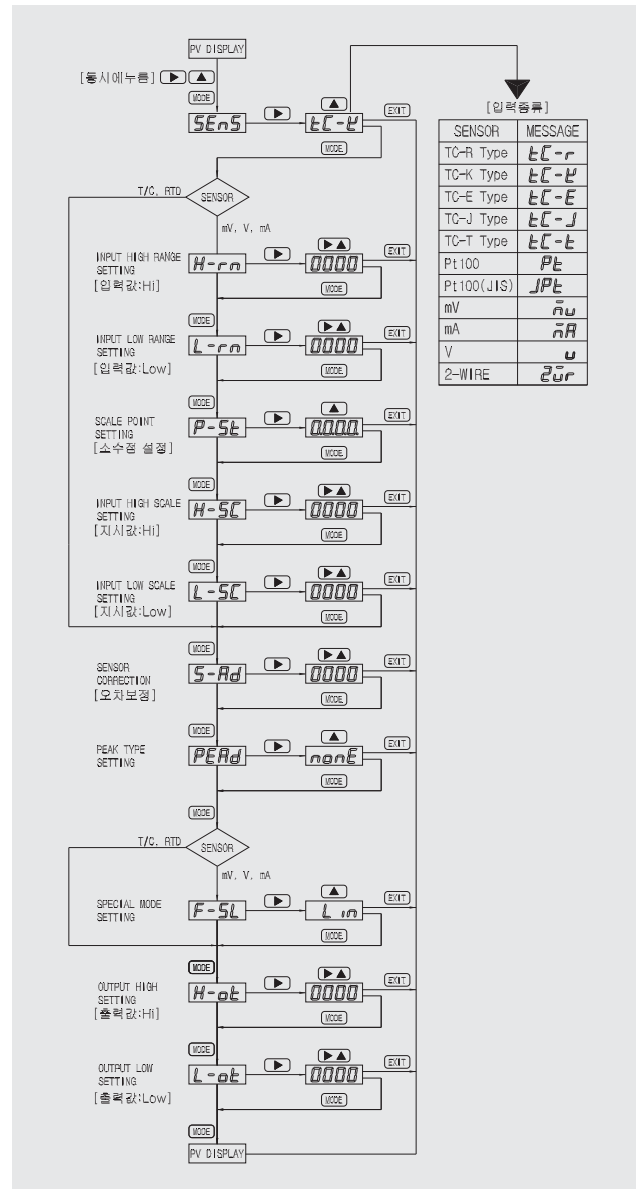 PV DISPLAY
[동시에누름]
MODE
SEnS
tC-K
EXIT
MODE
[입력종류]
SENSOR MESSAGE
TC-R Type tC-r
TC-K Type tC-K
TC-E Type tC-E
TC-J Type tC-J
TC-T Type tC-t
Pt100 Pt
Pt100(JIS) JPt
mV
mA
V u
2-WIRE
T/C, RTD
SENSOR
mV, V, mA
INPUT HIGH RANGE
SETTING
[입력값:Hi]
H-rn
0000
EXIT
MODE
MODE
INPUT LOW RANGE
SETTING
[입력값:Low]
L-rn
0000
EXIT
MODE
MODE
SCALE POINT
SETTING
[소수점 설정]
P-St
0.0.0.0.
EXIT
MODE
MODE
INPUT HIGH SCALE
SETTING
[지시값:Hi]
H-SC
0000
EXIT
MODE
MODE
INPUT LOW SCALE
SETTING
[지시값:Low]
L-SC
0000
EXIT
MODE
MODE
SENSOR
CORRECTION
[오차보정]
S-Ad
0000
EXIT
MODE
MODE
PEAK TYPE
SETTING
PEAd
nonE
EXIT
MODE
MODE
T/C, RTD
SENSOR
mV, V, mA
SPECIAL MODE
SETTING
F-SL
Lin
EXIT
MODE
MODE
OUTPUT HIGH
SETTING
[출력값:Hi]
H-ot
0000
EXIT
MODE
MODE
OUTPUT LOW
SETTING
[출력값:Low]
L-ot
0000
EXIT
MODE
MODE
PV DISPLAY